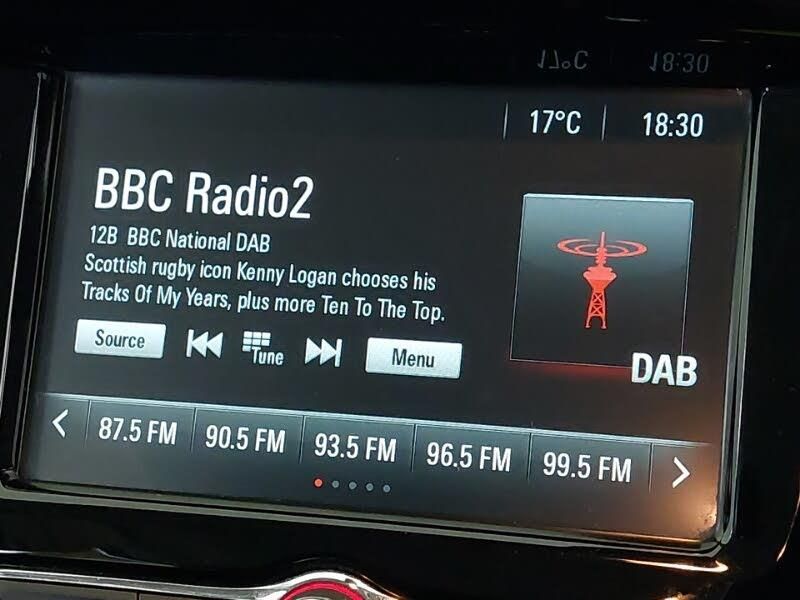 17°C 18:30
BBC Radio2
12B BBC National DAB
Scottish rugby icon Kenny Logan chooses his
Tracks Of My Years, plus more Ten To The Top.
Source Tune Menu
DAB
87.5 FM 90.5 FM 93.5 FM 96.5 FM 99.5 FM